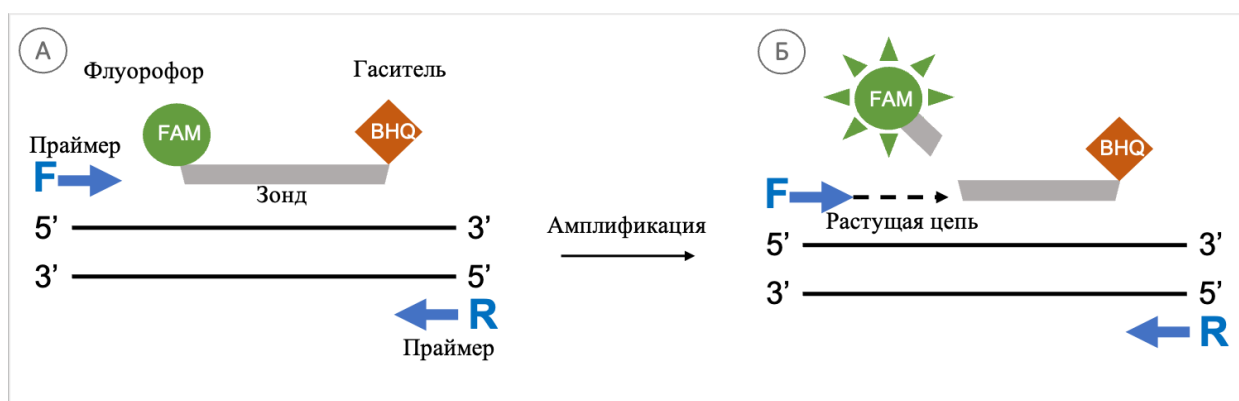 А
Флуорофор
Гаситель
FAM
BHQ
Праймер
F
Зонд
5’ 3’
3’ 5’
R
Праймер
Амплификация
Б
FAM
BHQ
F
Растущая цепь
5’ 3’
3’ 5’
R